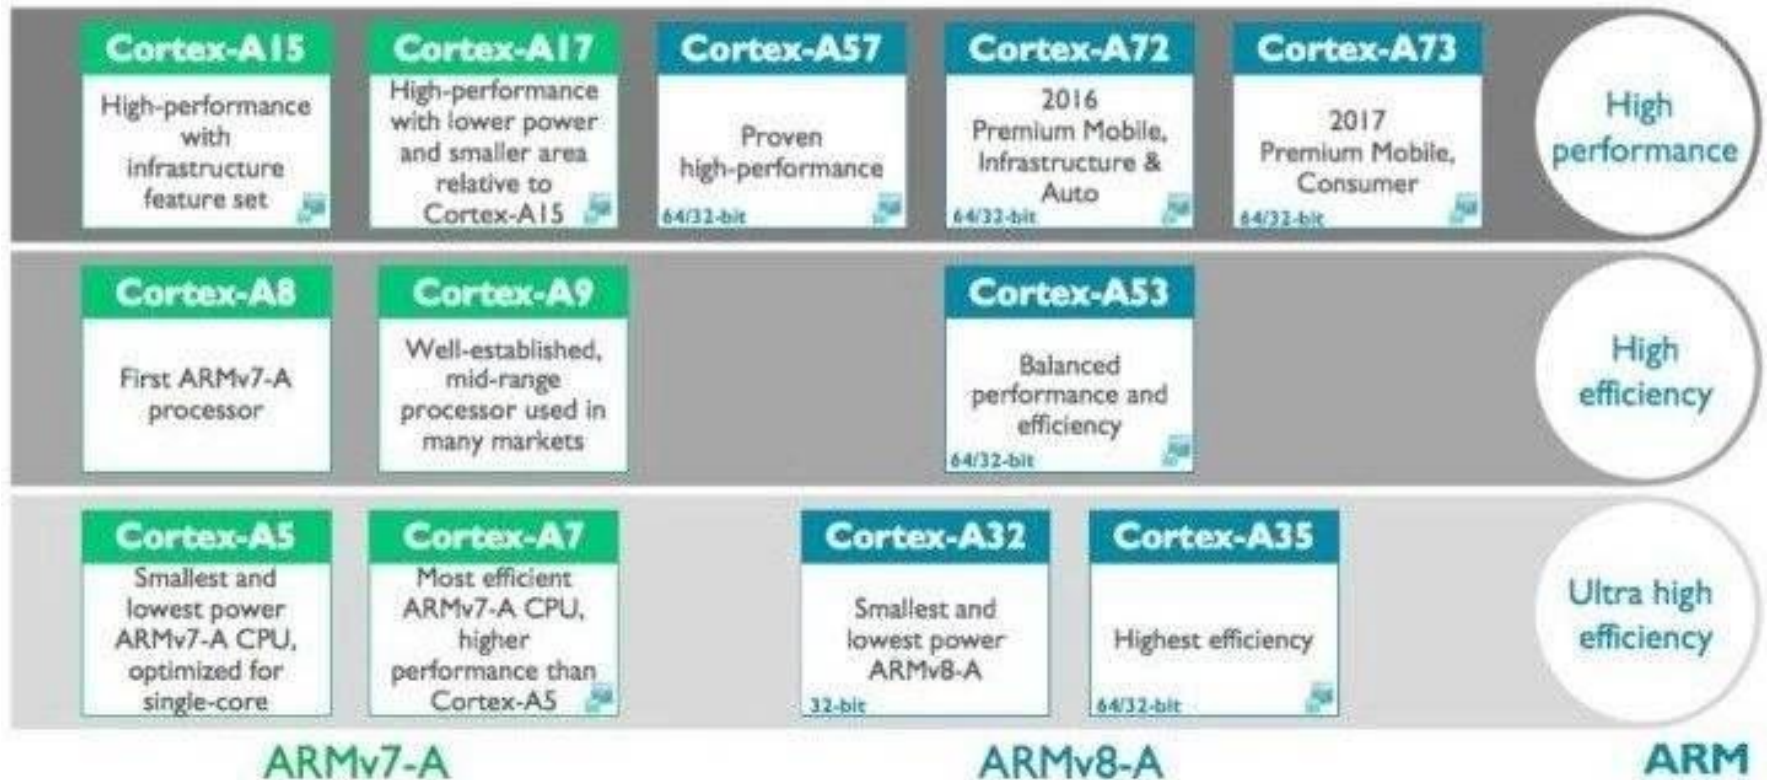 Cortex-A15
High-performance
with
infrastructure
feature set
Cortex-A17
High-performance
with lower power
and smaller area
relative to
Cortex-A15
Cortex-A57
Proven
high-performance
64/32-bit
Cortex-A72
2016
Premium Mobile,
Infrastructure &
Auto
64/32-bit
Cortex-A73
2017
Premium Mobile,
Consumer
64/32-bit
High
performance
Cortex-A8
First ARMv7-A
processor
Cortex-A9
Well-established,
mid-range
processor used in
many markets
Cortex-A53
Balanced
performance and
efficiency
64/32-bit
High
efficiency
Cortex-A5
Smallest and
lowest power
ARMv7-A CPU,
optimized for
single-core
Cortex-A7
Most efficient
ARMv7-A CPU,
higher
performance than
Cortex-A5
Cortex-A32
Smallest and
lowest power
ARMv8-A
32-bit
Cortex-A35
Highest efficiency
64/32-bit
Ultra high
efficiency
ARMv7-A
ARMv8-A
ARM